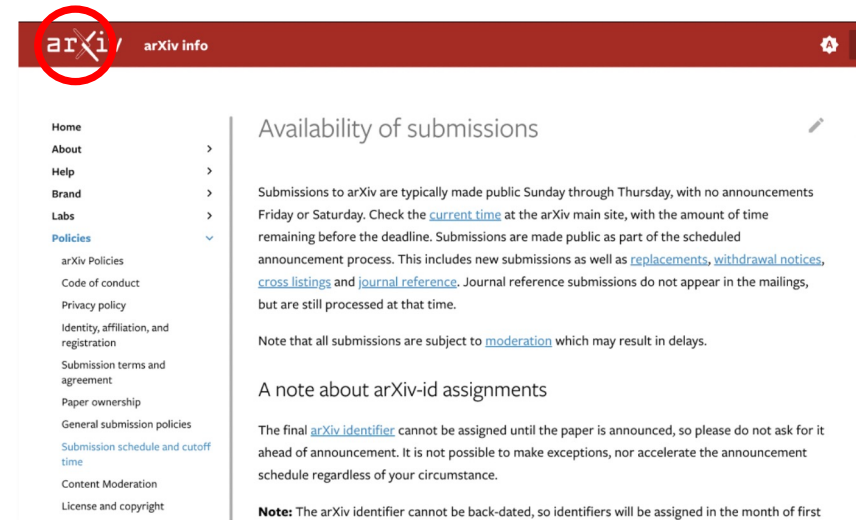 arXiv
arXiv info
Home
About
Help
Brand
Labs
Policies
arXiv Policies
Code of conduct
Privacy policy
Identity, affiliation, and
registration
Submission terms and
agreement
Paper ownership
General submission policies
Submission schedule and cutoff
time
Content Moderation
License and copyright
Availability of submissions
Submissions to arXiv are typically made public Sunday through Thursday, with no announcements
Friday or Saturday. Check the current time at the arXiv main site, with the amount of time
remaining before the deadline. Submissions are made public as part of the scheduled
announcement process. This includes new submissions as well as replacements, withdrawal notices,
cross listings and journal reference. Journal reference submissions do not appear in the mailings,
but are still processed at that time.
Note that all submissions are subject to moderation which may result in delays.
A note about arXiv-id assignments
The final arXiv identifier cannot be assigned until the paper is announced, so please do not ask for it
ahead of announcement. It is not possible to make exceptions, nor accelerate the announcement
schedule regardless of your circumstance.
Note: The arXiv identifier cannot be back-dated, so identifiers will be assigned in the month of first